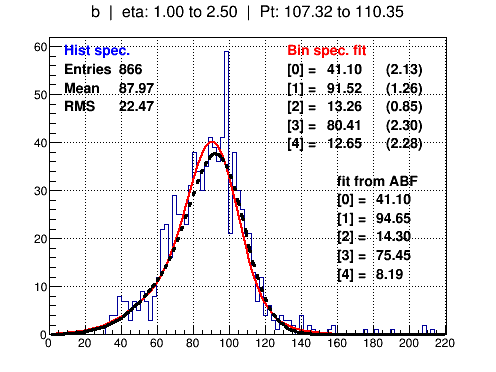 b | eta: 1.00 to 2.50 | Pt: 107.32 to 110.35
Hist spec.
Entries 866
Mean 87.97
RMS 22.47
Bin spec. fit
[0] = 41.10 (2.13)
[1] = 91.52 (1.26)
[2] = 13.26 (0.85)
[3] = 80.41 (2.30)
[4] = 12.65 (2.28)
fit from ABF
[0] = 41.10
[1] = 94.65
[2] = 14.30
[3] = 75.45
[4] = 8.19
60
50
40
30
20
10
0
0 20 40 60 80 100 120 140 160 180 200 220